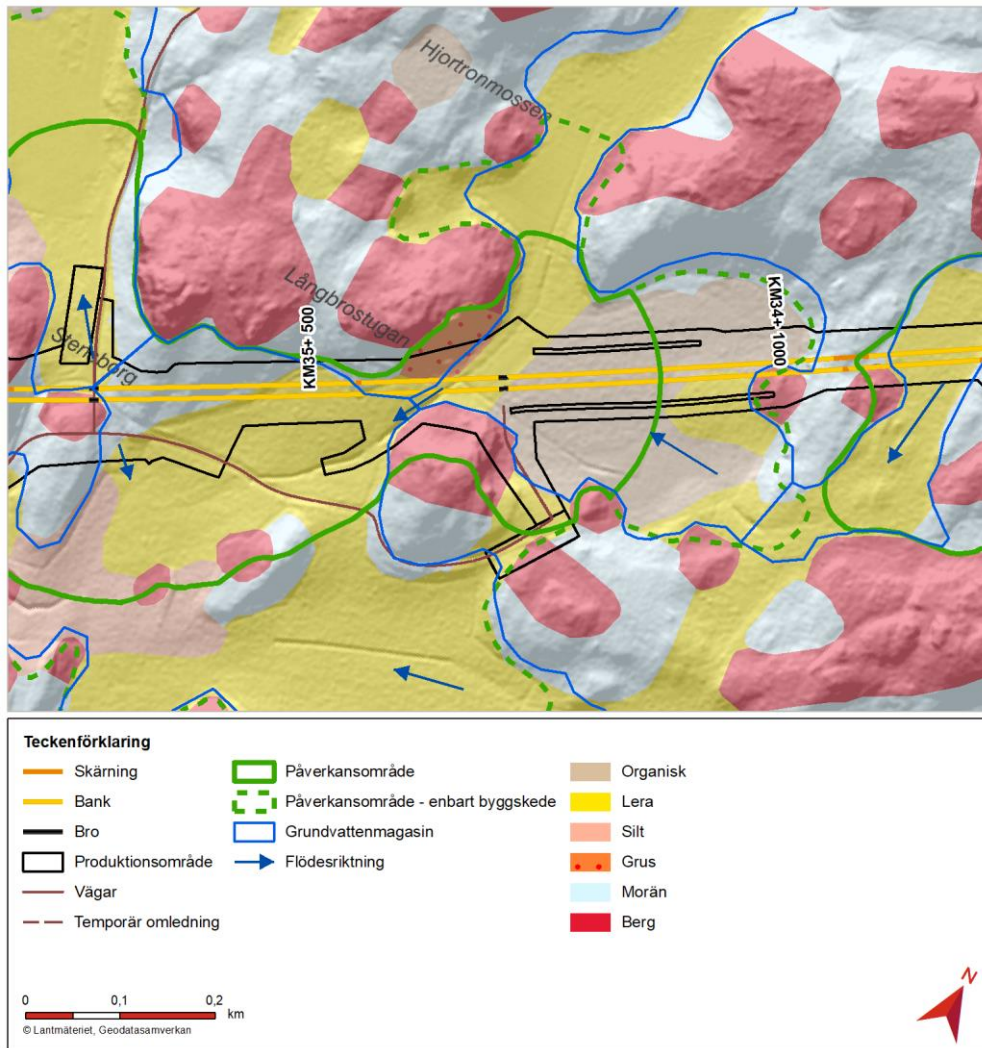 Hjortronmossen
Långbrostugan
KM35+ 500
KM34+ 1000
Stensborg
Teckenförklaring
Skärning
Bank
Bro
Produktionsområde
Vägar
Temporär omledning
Påverkansområde
Påverkansområde - enbart byggskede
Grundvattenmagasin
Flödesriktning
Organisk
Lera
Silt
Grus
Morän
Berg
0 0,1 0,2
km
© Lantmäteriet, Geodatasamverkan
N